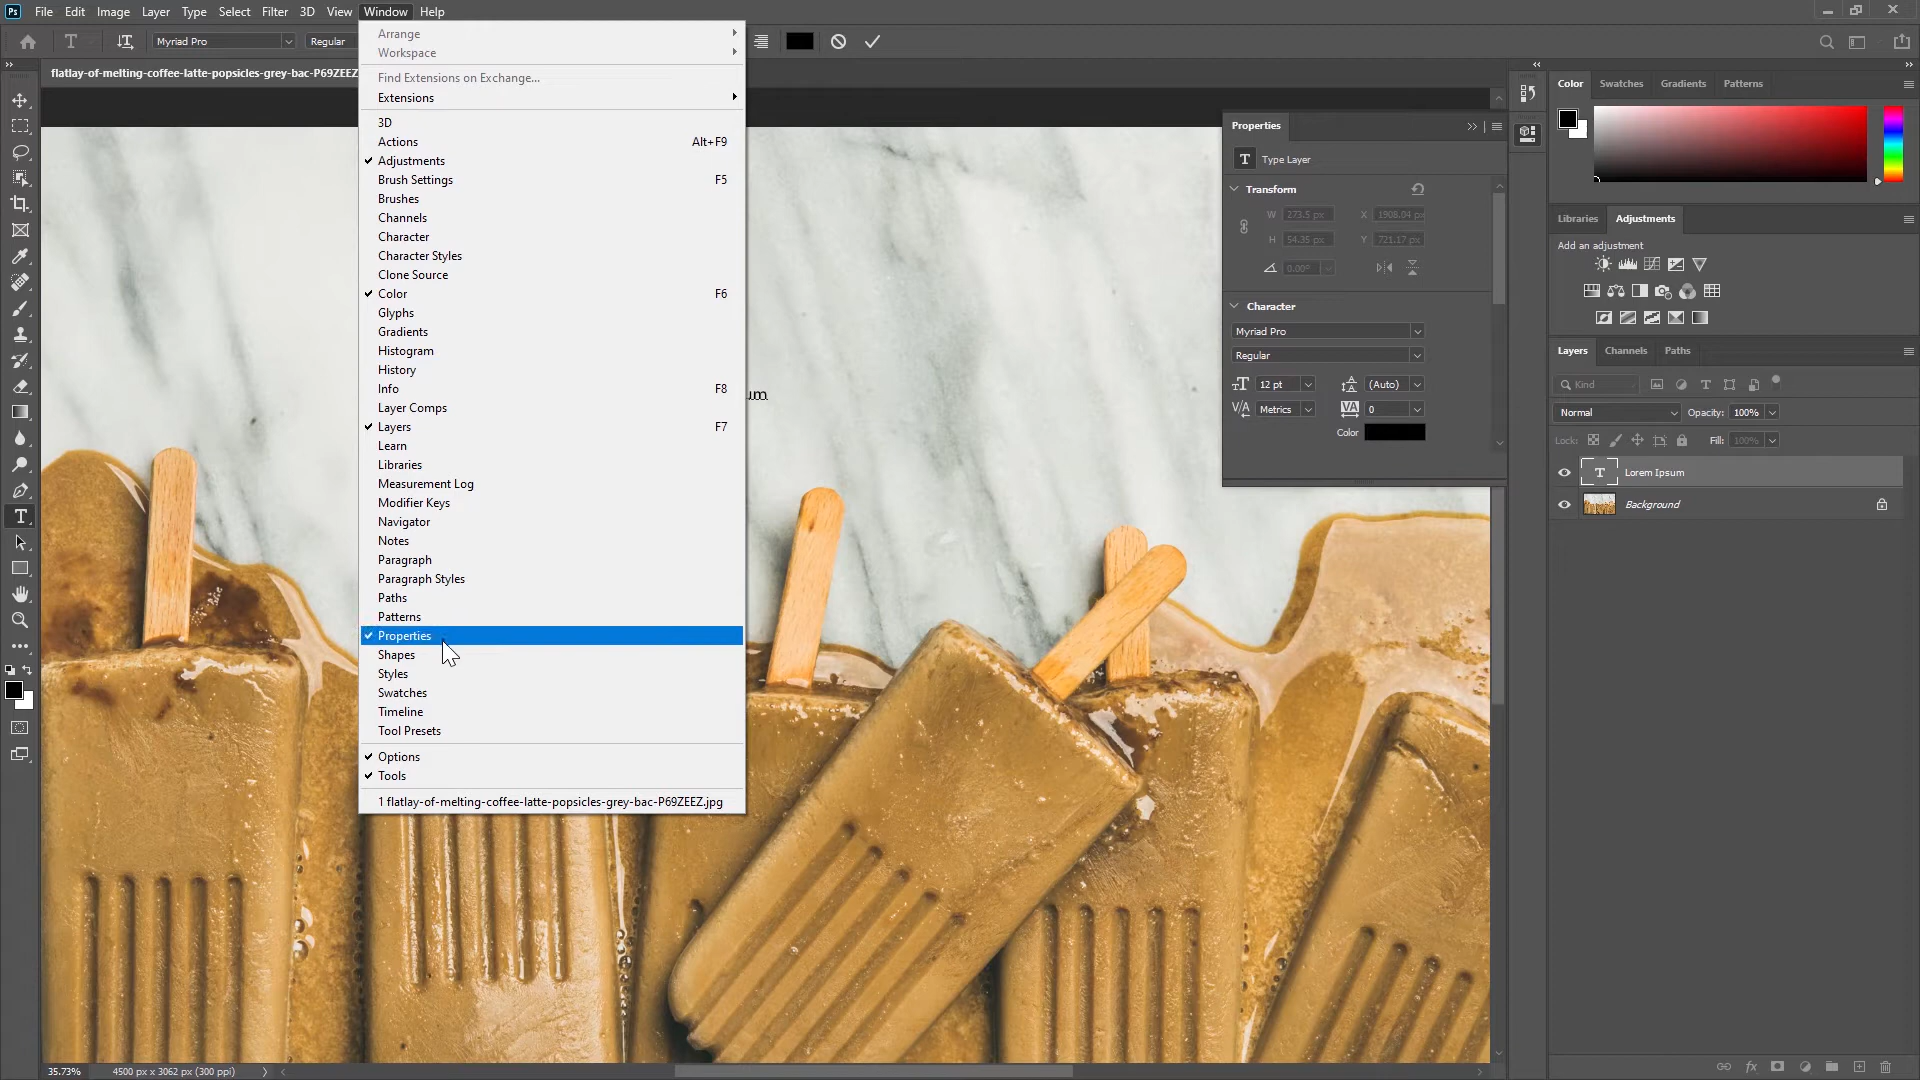 Ps File Edit Image Layer Type Select Filter 3D View Window Help
T Myriad Pro Regular
flatlay-of-melting-coffee-latte-popsicles-grey-bac-P69ZEEZ
Arrange
Workspace
Find Extensions on Exchange...
Extensions
3D
Actions Alt+F9
Adjustments
Brush Settings F5
Brushes
Channels
Character
Character Styles
Clone Source
Color F6
Glyphs
Gradients
Histogram
History
Info F8
Layer Comps
Layers F7
Learn
Libraries
Measurement Log
Modifier Keys
Navigator
Notes
Paragraph
Paragraph Styles
Paths
Patterns
Properties
Shapes
Styles
Swatches
Timeline
Tool Presets
Options
Tools
1 flatlay-of-melting-coffee-latte-popsicles-grey-bac-P69ZEEZ.jpg
Properties
T Type Layer
Transform
W 273.5 px X 1908.04 px
H 54.35 px Y 721.17 px
0.00°
Character
Myriad Pro
Regular
12 pt (Auto)
Metrics 0
Color
Color Swatches Gradients Patterns
Libraries Adjustments
Add an adjustment
Layers Channels Paths
Kind
Normal Opacity: 100%
Lock: Fill: 100%
T Lorem Ipsum
Background
fx
35.73% 4500 px x 3062 px (300 ppi)